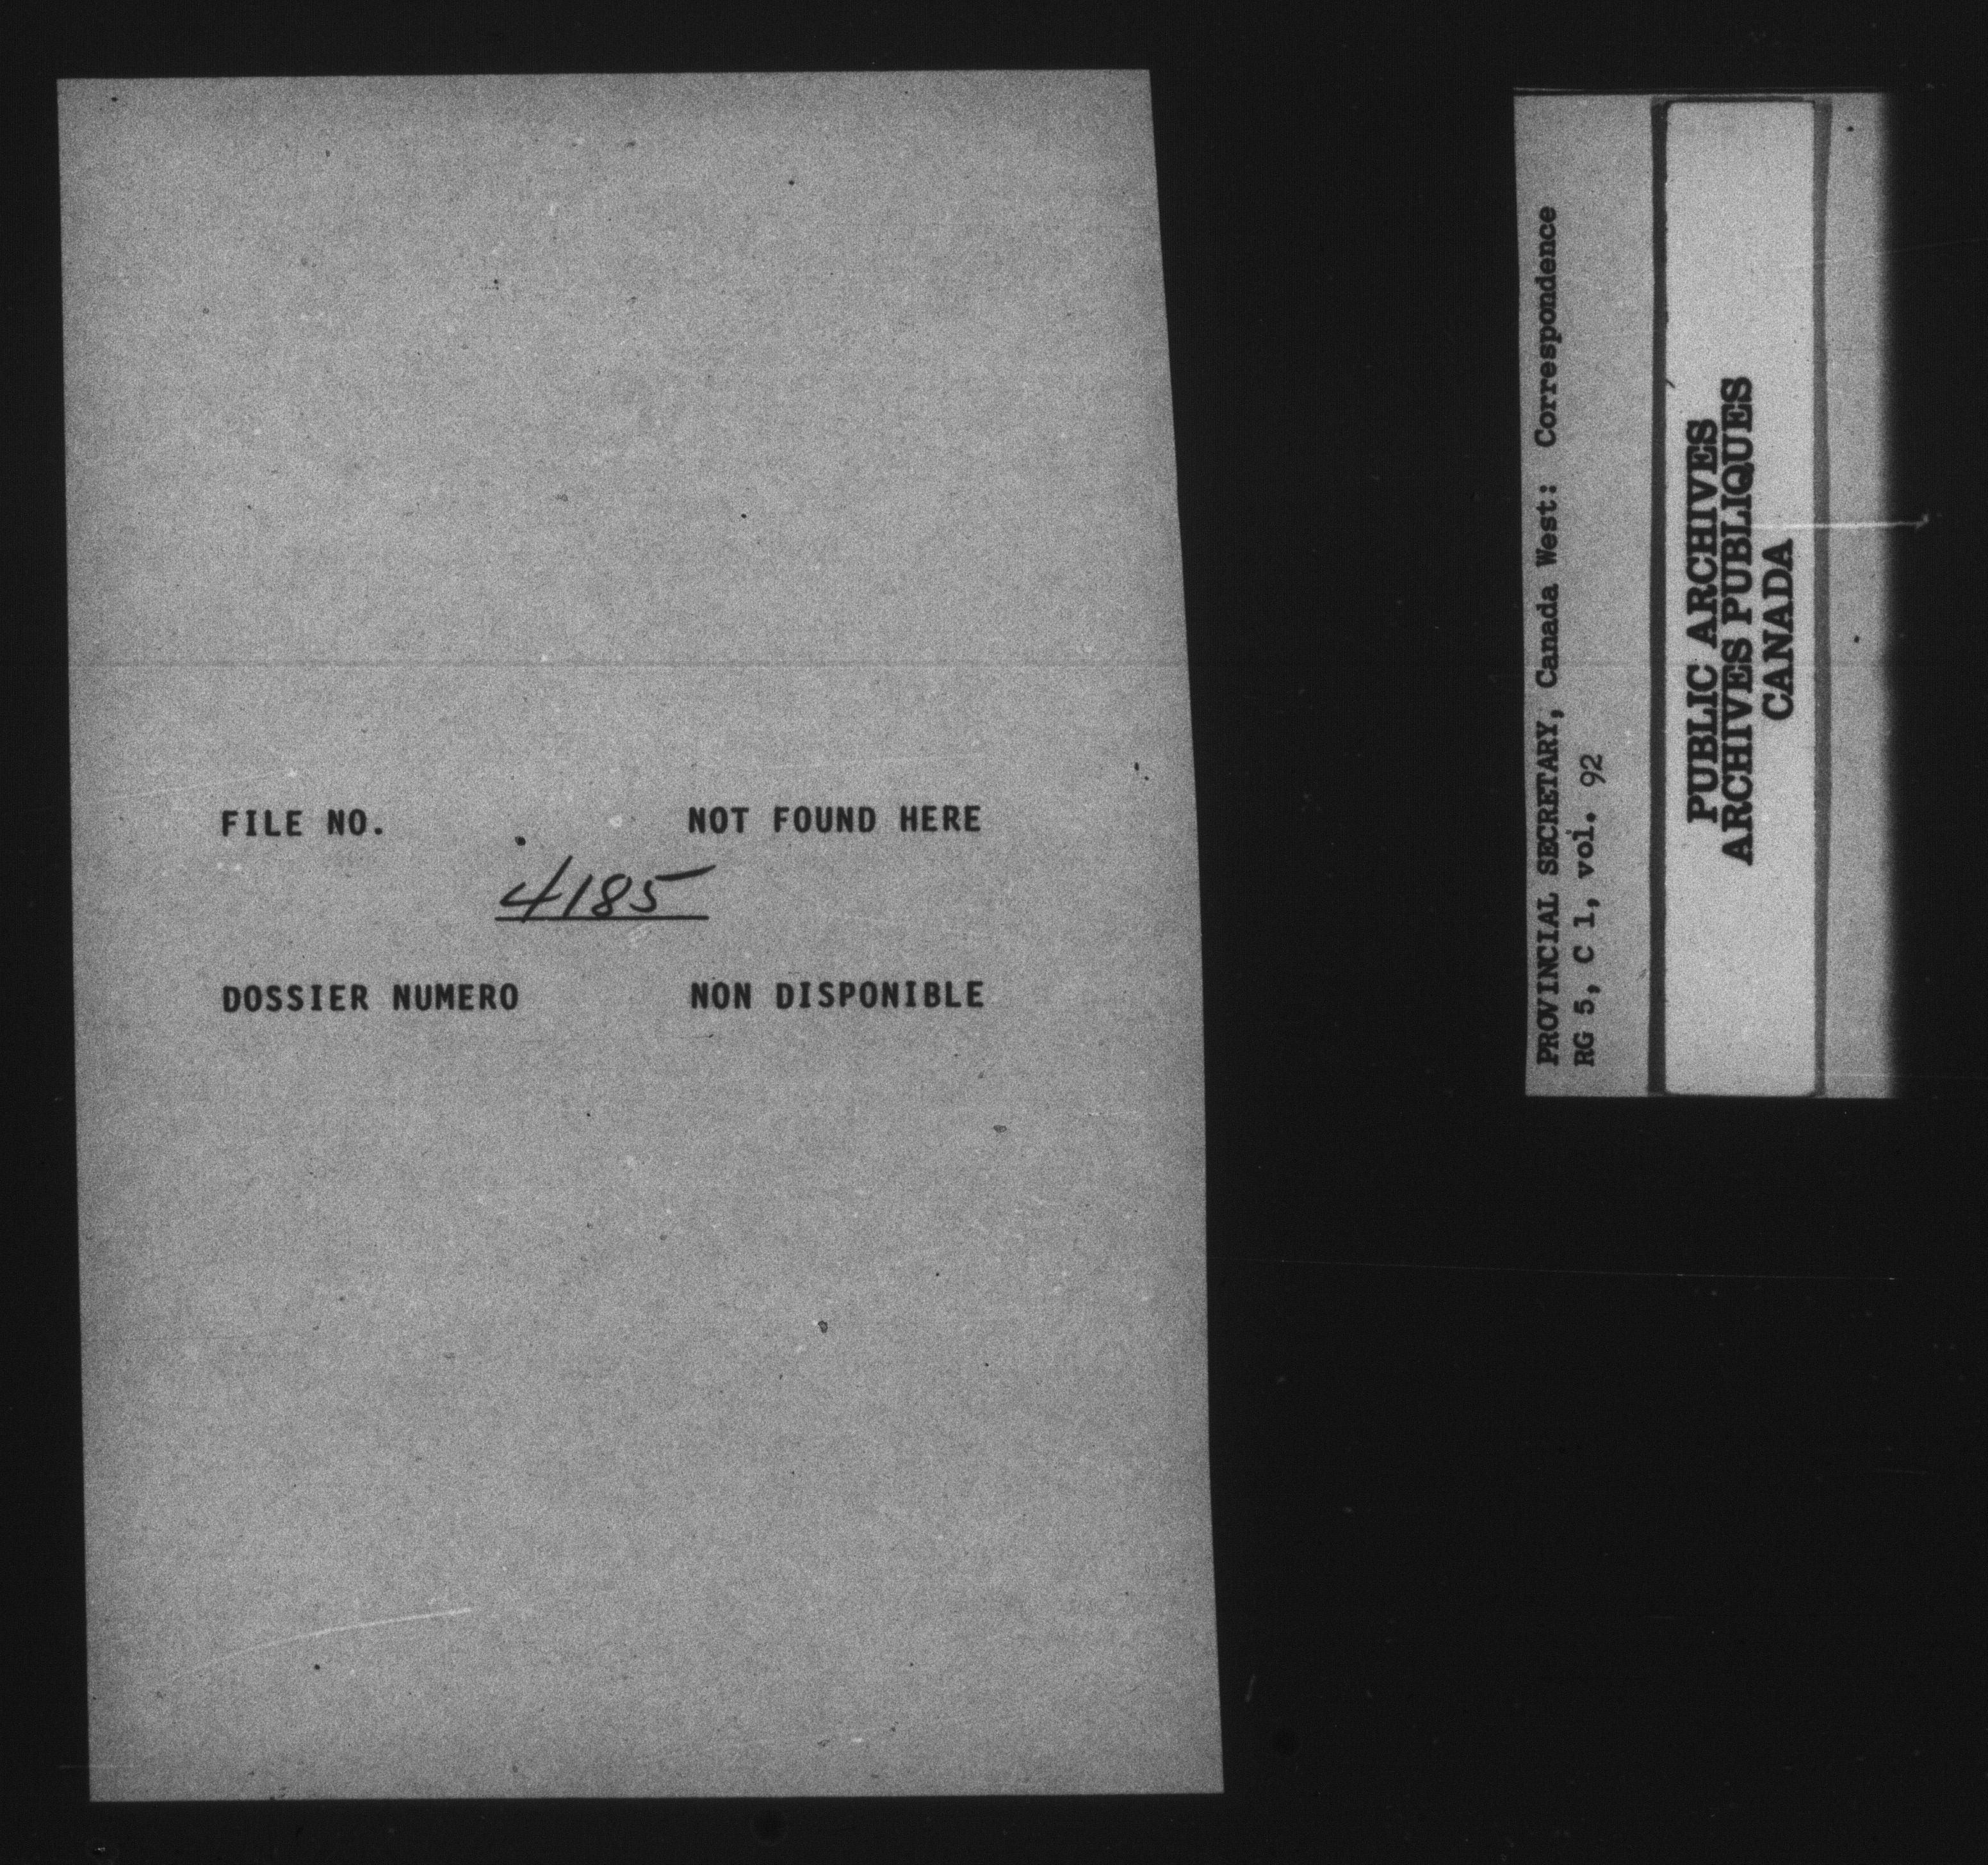 FILE NO. NOT FOUND HERE
4185
DOSSIER NUMERO NON DISPONIBLE
PROVINCIAL SECRETARY, Canada West: Correspondence
RG 5, C 1, vol. 92
PUBLIC ARCHIVES
ARCHIVES PUBLIQUES
CANADA